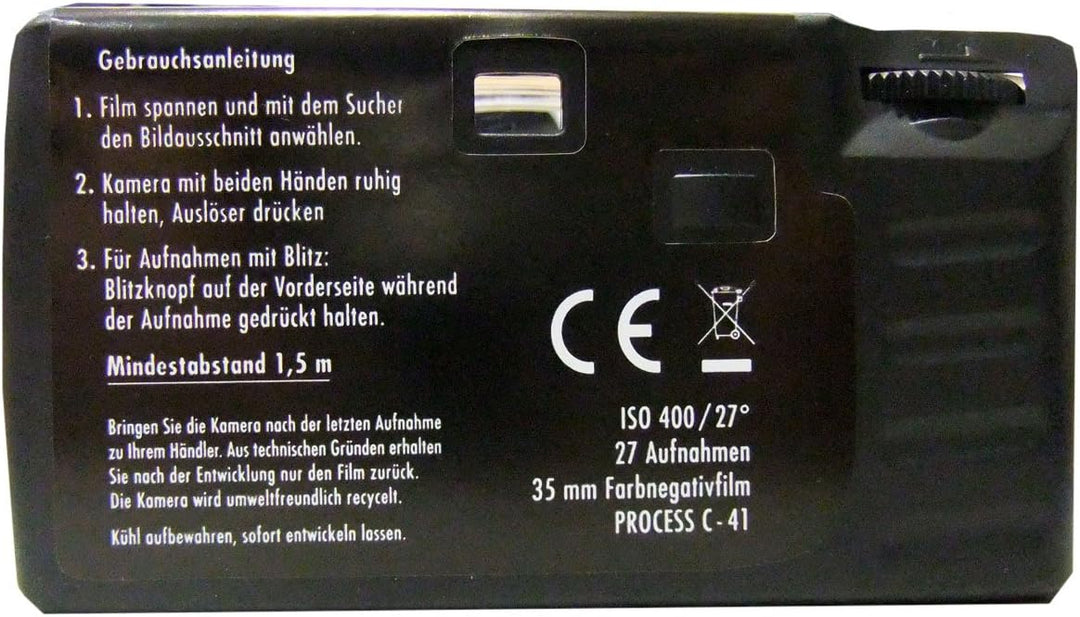 Gebrauchsanleitung
1. Film spannen und mit dem Sucher
den Bildausschnitt anwählen.
2. Kamera mit beiden Händen ruhig
halten, Auslöser drücken
3. Für Aufnahmen mit Blitz:
Blitzknopf auf der Vorderseite während
der Aufnahme gedrückt halten.
Mindestabstand 1,5 m
Bringen Sie die Kamera nach der letzten Aufnahme
zu Ihrem Händler. Aus technischen Gründen erhalten
Sie nach der Entwicklung nur den Film zurück.
Die Kamera wird umweltfreundlich recycelt.
Kühl aufbewahren, sofort entwickeln lassen.
CE
ISO 400/27°
27 Aufnahmen
35 mm Farbnegativfilm
PROCESS C-41